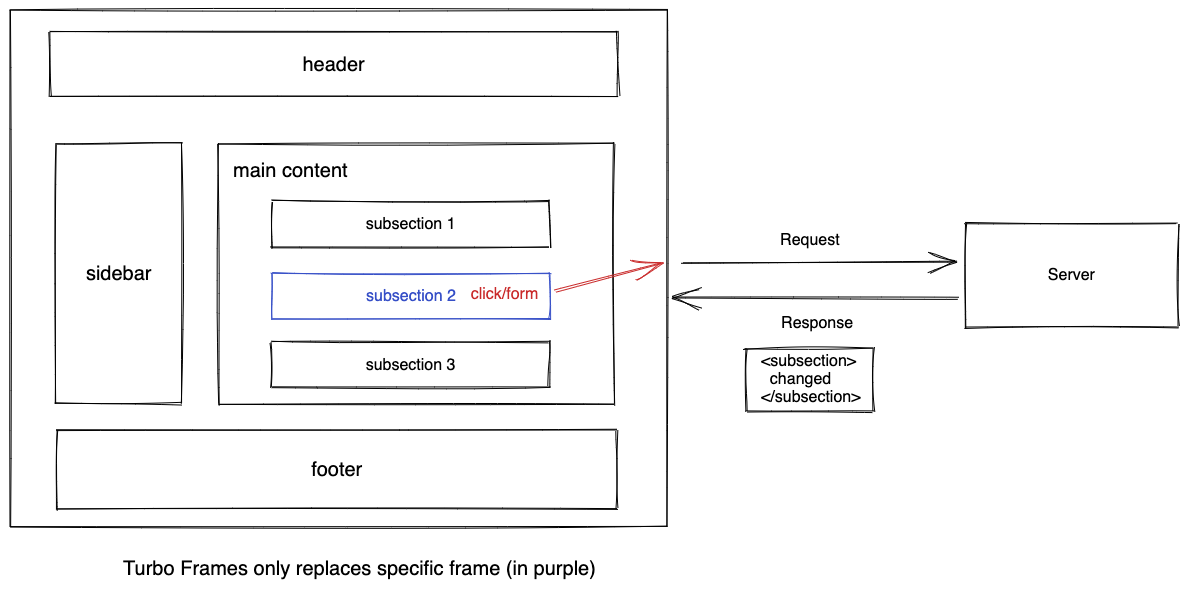 header
main content
subsection 1
sidebar
subsection 2 click/form
subsection 3
footer
Request
Server
Response
<subsection>
changed
</subsection>
Turbo Frames only replaces specific frame (in purple)